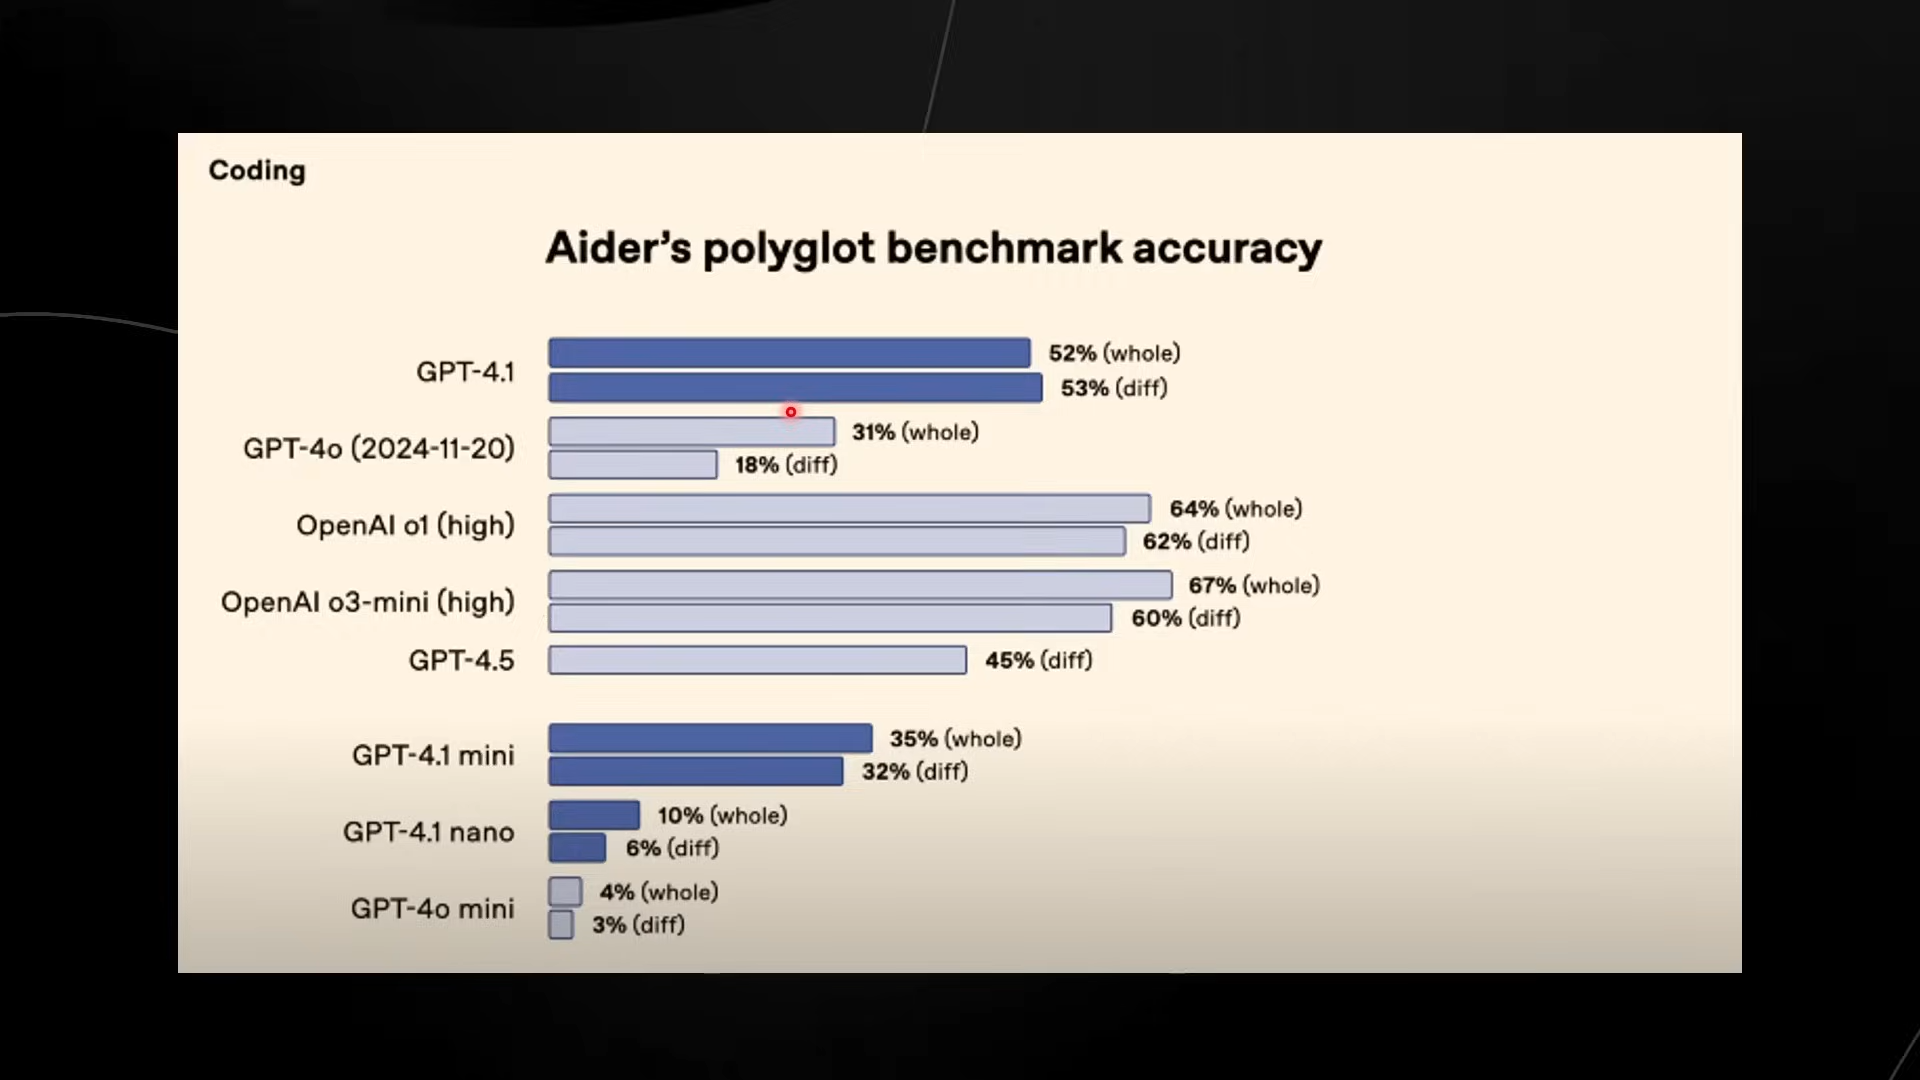 Coding
Aider's polyglot benchmark accuracy
GPT-4.1
52% (whole)
53% (diff)
GPT-4o (2024-11-20)
31% (whole)
18% (diff)
OpenAI o1 (high)
64% (whole)
62% (diff)
OpenAI o3-mini (high)
67% (whole)
60% (diff)
GPT-4.5
45% (diff)
GPT-4.1 mini
35% (whole)
32% (diff)
GPT-4.1 nano
10% (whole)
6% (diff)
GPT-4o mini
4% (whole)
3% (diff)